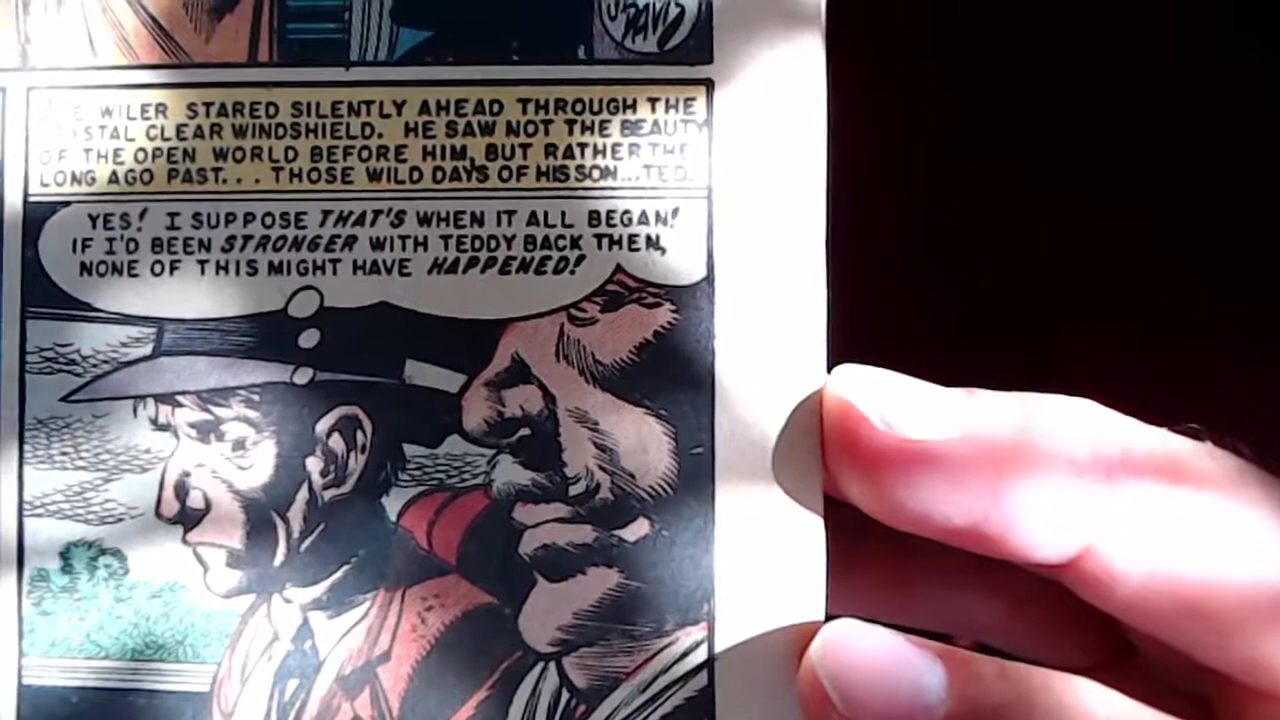 DAVIS
WILER STARED SILENTLY AHEAD THROUGH THE
STAL CLEAR WINDSHIELD. HE SAW NOT THE BEAUTY
OF THE OPEN WORLD BEFORE HIM, BUT RATHER THE
LONG AGO PAST... THOSE WILD DAYS OF HIS SON...TED.
YES! I SUPPOSE THAT'S WHEN IT ALL BEGAN!
IF I'D BEEN STRONGER WITH TEDDY BACK THEN,
NONE OF THIS MIGHT HAVE HAPPENED!